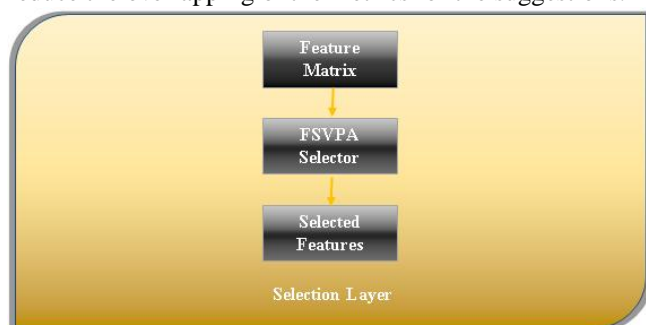 Feature
Matrix
FSVPA
Selector
Selected
Features
Selection Layer